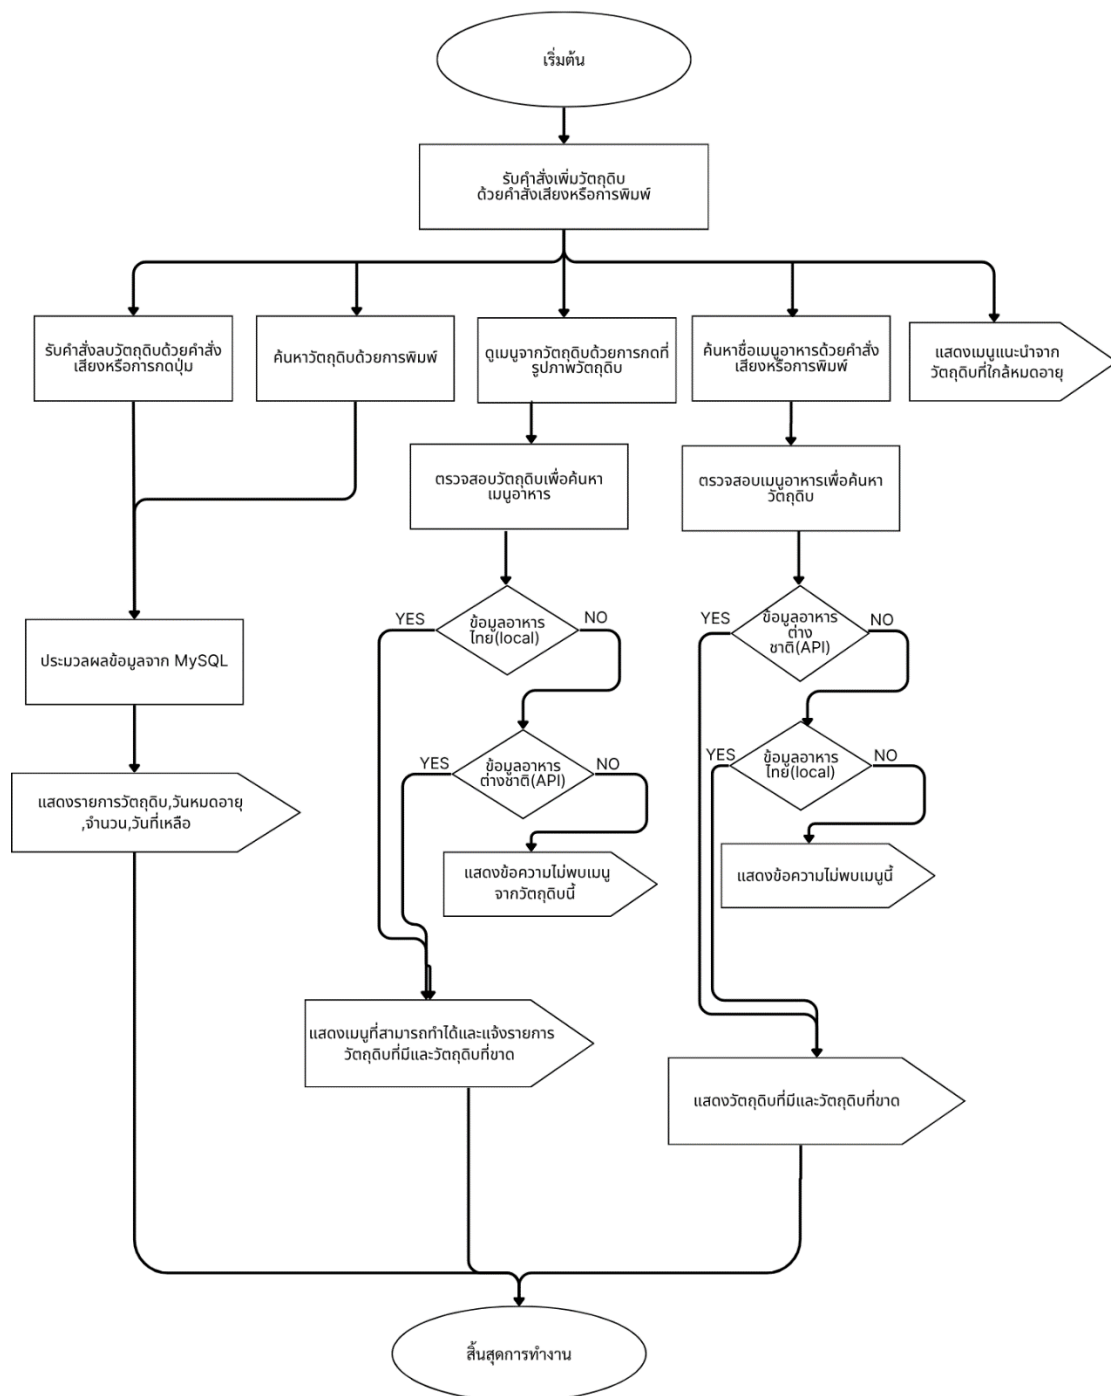 เริ่มต้น
รับคำสั่งเพิ่มวัตถุดิบ
ด้วยคำสั่งเสียงหรือการพิมพ์
รับคำสั่งลบวัตถุดิบด้วยคำสั่ง
เสียงหรือการกดปุ่ม
ค้นหาวัตถุดิบด้วยการพิมพ์
ดูเมนูจากวัตถุดิบด้วยการกดที่
รูปภาพวัตถุดิบ
ค้นหาชื่อเมนูอาหารด้วยคำสั่ง
เสียงหรือการพิมพ์
แสดงเมนูแนะนำจาก
วัตถุดิบที่ใกล้หมดอายุ
ตรวจสอบวัตถุดิบเพื่อค้นหา
เมนูอาหาร
ตรวจสอบเมนูอาหารเพื่อค้นหา
วัตถุดิบ
YES
ข้อมูลอาหาร
ไทย(local)
NO
YES
ข้อมูลอาหาร
ต่าง
ชาติ(API)
NO
ประมวลผลข้อมูลจาก MySQL
YES
ข้อมูลอาหาร
ต่างชาติ(API)
NO
YES
ข้อมูลอาหาร
ไทย(local)
NO
แสดงรายการวัตถุดิบ,วันหมดอายุ
,จำนวน,วันที่เหลือ
แสดงข้อความไม่พบเมนู
จากวัตถุดิบนี้
แสดงข้อความไม่พบเมนูนี้
แสดงเมนูที่สามารถทำได้และแจ้งรายการ
วัตถุดิบที่มีและวัตถุดิบที่ขาด
แสดงวัตถุดิบที่มีและวัตถุดิบที่ขาด
สิ้นสุดการทำงาน